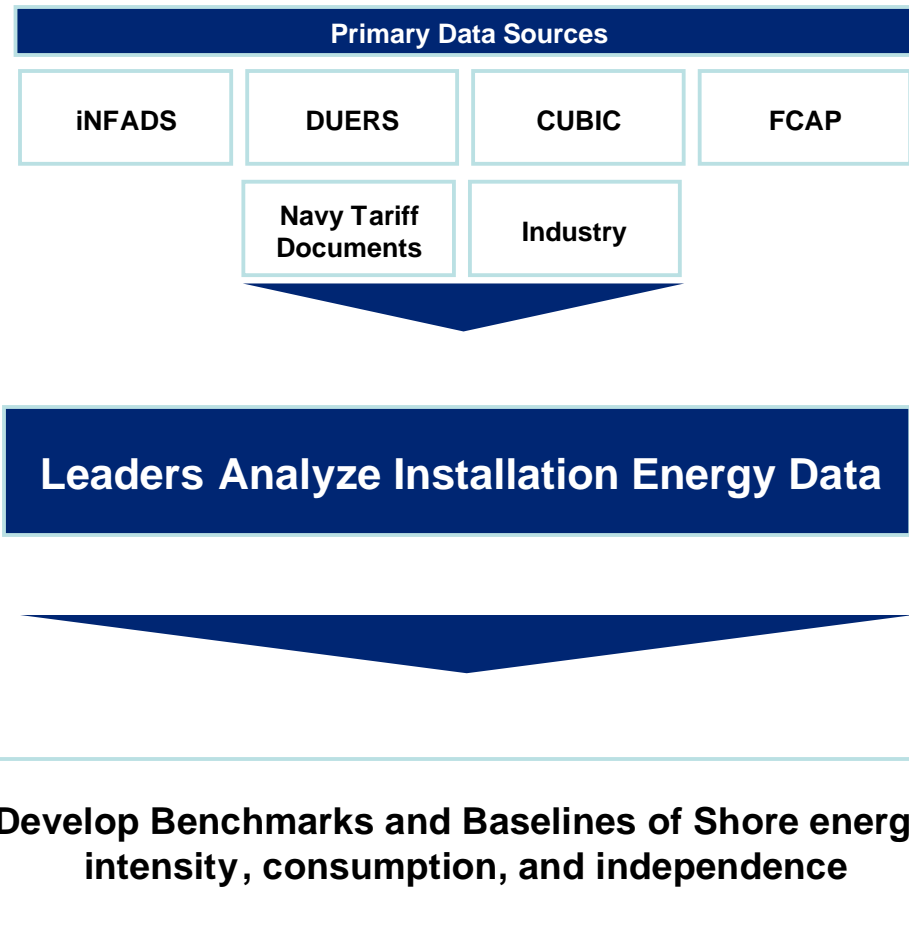 Primary Data Sources
iNFADS DUERS CUBIC FCAP
Navy Tariff
Documents
Industry
Leaders Analyze Installation Energy Data
Develop Benchmarks and Baselines of Shore energ
intensity, consumption, and independence